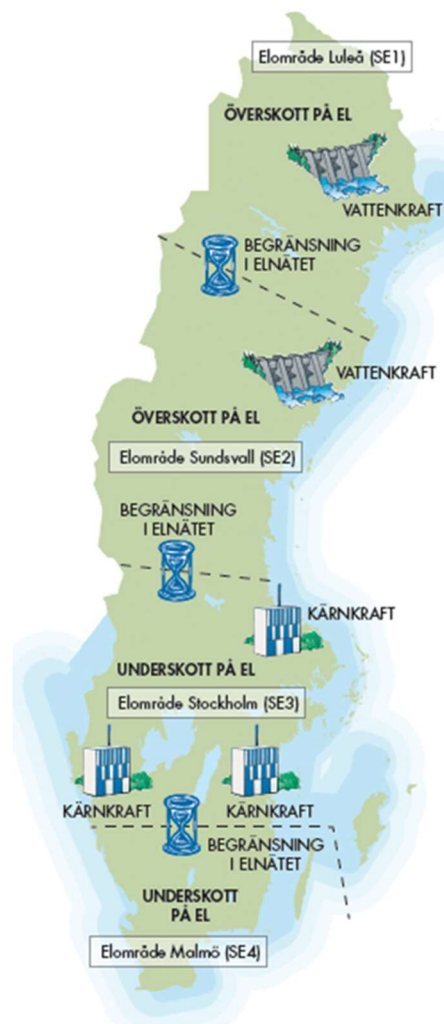 Elområde Luleå (SE1)
ÖVERSKOTT PÅ EL
VATTENKRAFT
BEGRÄNSNING
I ELNÄTET
VATTENKRAFT
ÖVERSKOTT PÅ EL
Elområde Sundsvall (SE2)
BEGRÄNSNING
I ELNÄTET
KÄRNKRAFT
UNDERSKOTT PÅ EL
Elområde Stockholm (SE3)
KÄRNKRAFT
KÄRNKRAFT
BEGRÄNSNING
I ELNÄTET
UNDERSKOTT
PÅ EL
Elområde Malmö (SE4)